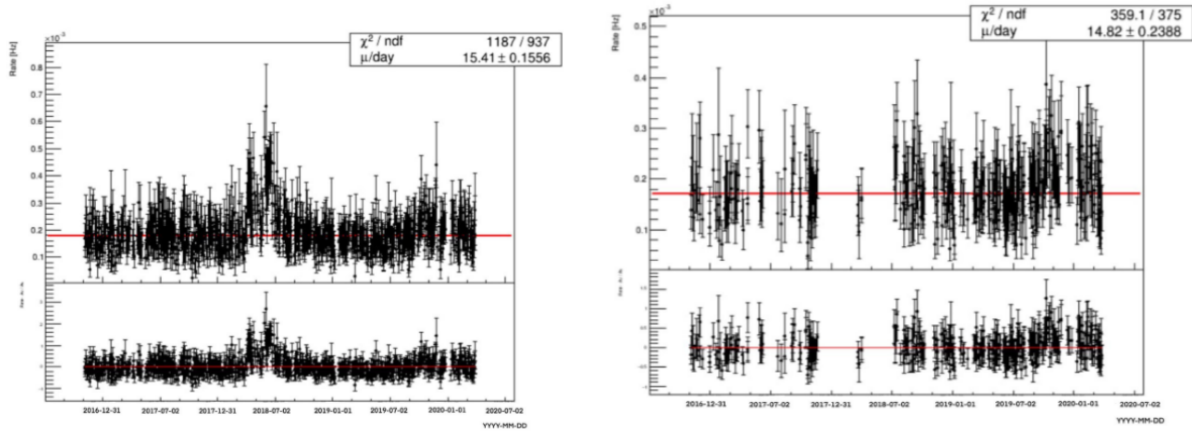 χ² / ndf 1187 / 937
μ/day 15.41 ± 0.1556
Rate [Hz]
0.8
0.7
0.6
0.5
0.4
0.3
0.2
0.1
2016-12-31 2017-07-02 2017-12-31 2018-07-02 2019-01-01 2019-07-02 2020-01-01 2020-07-02
YYYY-MM-DD
χ² / ndf 359.1 / 375
μ/day 14.82 ± 0.2388
Rate [Hz]
0.5
0.4
0.3
0.2
0.1
2016-12-31 2017-07-02 2017-12-31 2018-07-02 2019-01-01 2019-07-02 2020-01-01 2020-07-02
YYYY-MM-DD